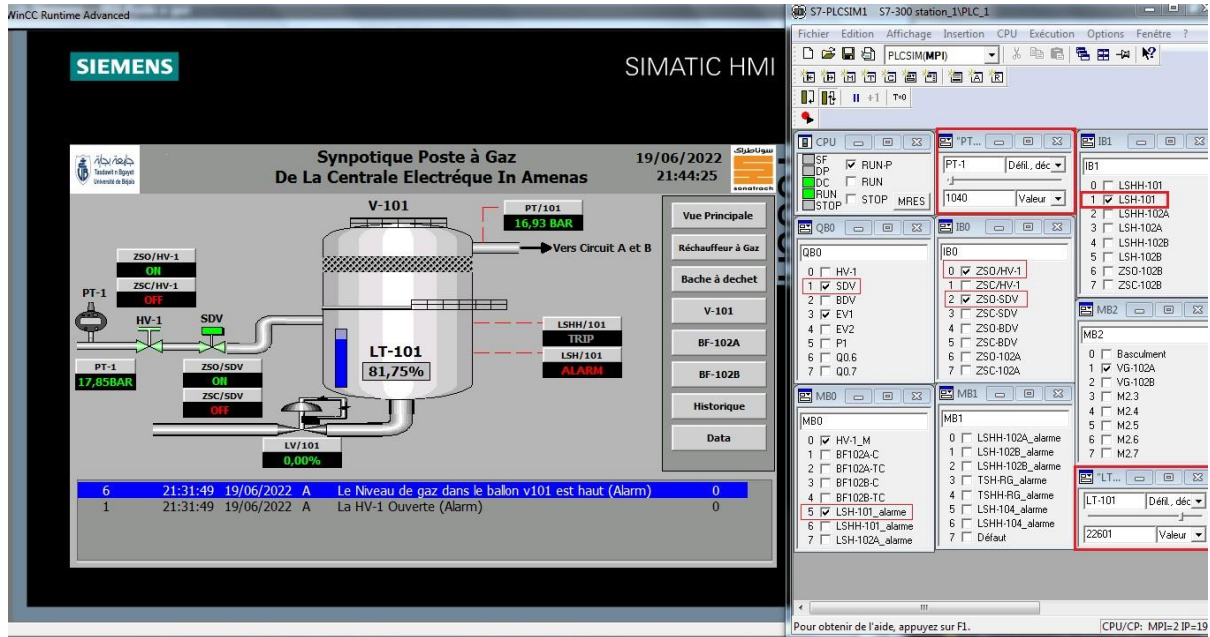 WinCC Runtime Advanced
SIEMENS
SIMATIC HMI
جامعة بجاية
Tasdawit n Bgayet
Université de Béjaïa
Synpotique Poste à Gaz
De La Centrale Electréque In Amenas
19/06/2022
21:44:25
سوناطراك
sonatrach
V-101
PT/101
16,93 BAR
Vers Circuit A et B
ZSO/HV-1
ON
ZSC/HV-1
OFF
PT-1
HV-1
SDV
PT-1
17,85BAR
ZSO/SDV
ON
ZSC/SDV
OFF
LT-101
81,75%
LSHH/101
TRIP
LSH/101
ALARM
LV/101
0,00%
Vue Principale
Réchauffeur à Gaz
Bache à dechet
V-101
BF-102A
BF-102B
Historique
Data
6 21:31:49 19/06/2022 A Le Niveau de gaz dans le ballon v101 est haut (Alarm) 0
1 21:31:49 19/06/2022 A La HV-1 Ouverte (Alarm) 0
S7-PLCSIM1 S7-300 station_1\PLC_1
Fichier Edition Affichage Insertion CPU Exécution Options Fenêtre ?
PLCSIM(MPI)
+1 T=0
CPU
SF
DP
DC
RUN
STOP
RUN-P
RUN
STOP
MRES
"PT...
PT-1 Défil., déc
1040 Valeur
IB1
IB1
0 LSHH-101
1 LSH-101
2 LSHH-102A
3 LSH-102A
4 LSHH-102B
5 LSH-102B
6 ZSO-102B
7 ZSC-102B
QB0
QB0
0 HV-1
1 SDV
2 BDV
3 EV1
4 EV2
5 P1
6 Q0.6
7 Q0.7
IB0
IB0
0 ZSO/HV-1
1 ZSC/HV-1
2 ZSO-SDV
3 ZSC-SDV
4 ZSO-BDV
5 ZSC-BDV
6 ZSO-102A
7 ZSC-102A
MB2
MB2
0 Basculment
1 VG-102A
2 VG-102B
3 M2.3
4 M2.4
5 M2.5
6 M2.6
7 M2.7
MB0
MB0
0 HV-1_M
1 BF102A-C
2 BF102A-TC
3 BF102B-C
4 BF102B-TC
5 LSH-101_alarme
6 LSHH-101_alarme
7 LSH-102A_alarme
MB1
MB1
0 LSHH-102A_alarme
1 LSH-102B_alarme
2 LSHH-102B_alarme
3 TSH-RG_alarme
4 TSHH-RG_alarme
5 LSH-104_alarme
6 LSHH-104_alarme
7 Défaut
"LT...
LT-101 Défil., déc
22601 Valeur
Pour obtenir de l'aide, appuyez sur F1.
CPU/CP: MPI=2 IP=19